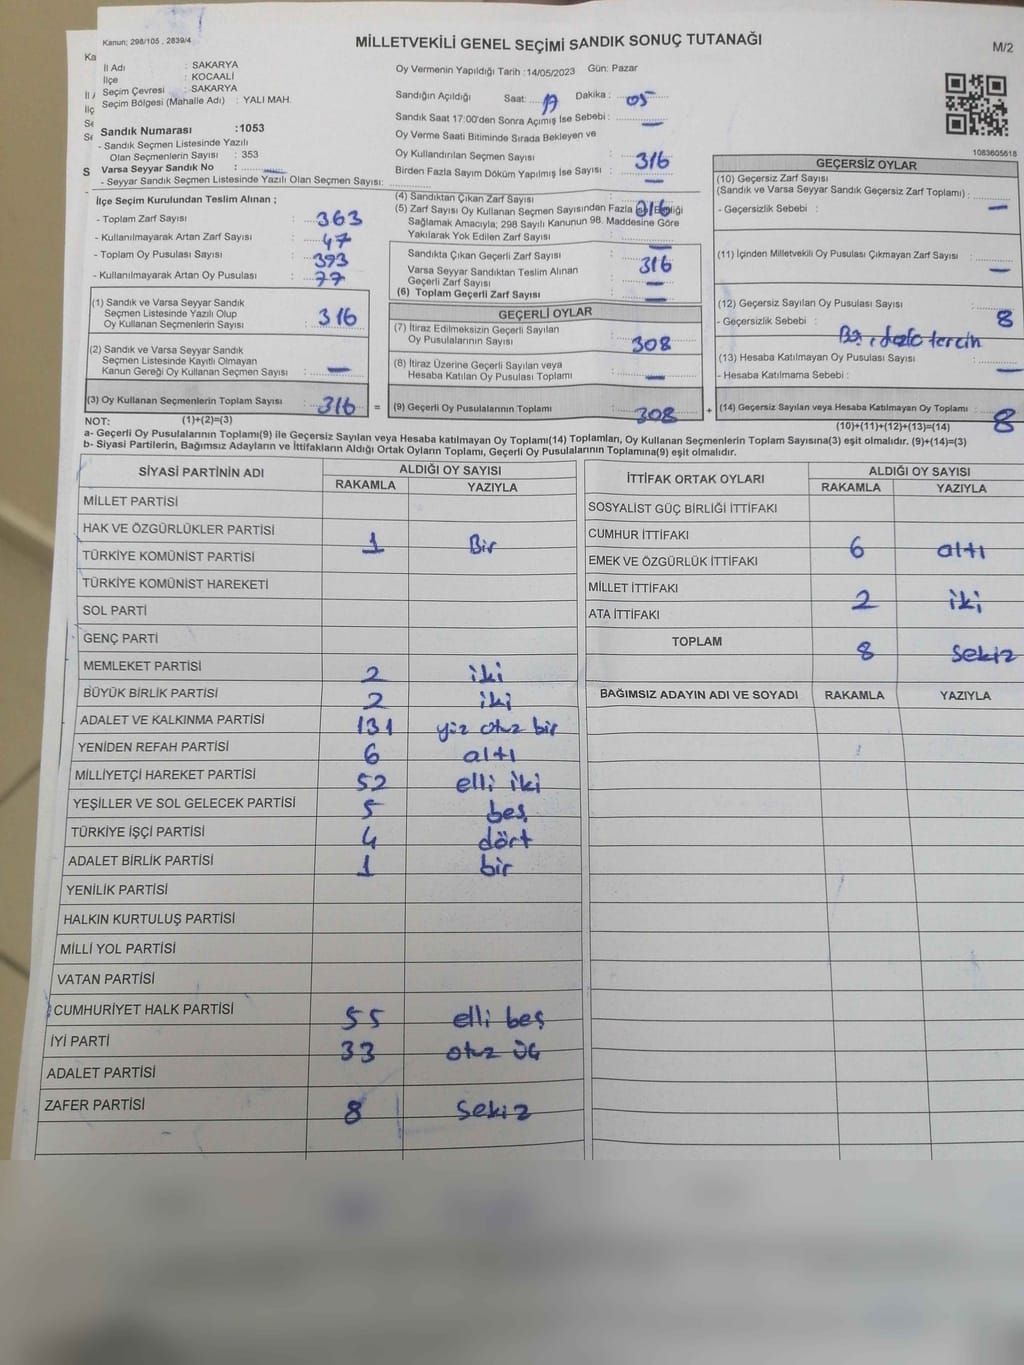 Kanun; 298/105 , 2839/4
MİLLETVEKİLİ GENEL SEÇİMİ SANDIK SONUÇ TUTANAĞI
M/2
İl Adı : SAKARYA
İlçe : KOCAALİ
Seçim Çevresi : SAKARYA
Seçim Bölgesi (Mahalle Adı) : YALI MAH.
Sandık Numarası :1053
- Sandık Seçmen Listesinde Yazılı
Olan Seçmenlerin Sayısı : 353
Varsa Seyyar Sandık No :
- Seyyar Sandık Seçmen Listesinde Yazılı Olan Seçmen Sayısı:
Oy Vermenin Yapıldığı Tarih :14/05/2023 Gün: Pazar
Sandığın Açıldığı Saat: 17 Dakika : 05
Sandık Saat 17:00'den Sonra Açımış İse Sebebi : —
Oy Verme Saati Bitiminde Sırada Bekleyen ve
Oy Kullandırılan Seçmen Sayısı : 316
Birden Fazla Sayım Döküm Yapılmış İse Sayısı : —
1083605618
İlçe Seçim Kurulundan Teslim Alınan ;
- Toplam Zarf Sayısı : 363
- Kullanılmayarak Artan Zarf Sayısı : 47
- Toplam Oy Pusulası Sayısı : 393
- Kullanılmayarak Artan Oy Pusulası : 77
(1) Sandık ve Varsa Seyyar Sandık
Seçmen Listesinde Yazılı Olup
Oy Kullanan Seçmenlerin Sayısı : 316
(2) Sandık ve Varsa Seyyar Sandık
Seçmen Listesinde Kayıtlı Olmayan
Kanun Gereği Oy Kullanan Seçmen Sayısı : —
(3) Oy Kullanan Seçmenlerin Toplam Sayısı : 316 =
(4) Sandıktan Çıkan Zarf Sayısı : 316
(5) Zarf Sayısı Oy Kullanan Seçmen Sayısından Fazla
Sağlamak Amacıyla; 298 Sayılı Kanunun 98. Maddesine Göre
Yakılarak Yok Edilen Zarf Sayısı : —
Sandıkta Çıkan Geçerli Zarf Sayısı : 316
Varsa Seyyar Sandıktan Teslim Alınan
Geçerli Zarf Sayısı : —
(6) Toplam Geçerli Zarf Sayısı : —
GEÇERLİ OYLAR
(7) İtiraz Edilmeksizin Geçerli Sayılan
Oy Pusulalarının Sayısı : 308
(8) İtiraz Üzerine Geçerli Sayılan veya
Hesaba Katılan Oy Pusulası Toplamı : —
(9) Geçerli Oy Pusulalarının Toplamı : 308 +
GEÇERSİZ OYLAR
(10) Geçersiz Zarf Sayısı
(Sandık ve Varsa Seyyar Sandık Geçersiz Zarf Toplamı) : —
- Geçersizlik Sebebi :
(11) İçinden Milletvekili Oy Pusulası Çıkmayan Zarf Sayısı : —
(12) Geçersiz Sayılan Oy Pusulası Sayısı : 8
- Geçersizlik Sebebi : tercih
(13) Hesaba Katılmayan Oy Pusulası Sayısı : —
- Hesaba Katılmama Sebebi :
(14) Geçersiz Sayılan veya Hesaba Katılmayan Oy Toplamı : 8
NOT: (1)+(2)=(3)
(10)+(11)+(12)+(13)=(14)
a- Geçerli Oy Pusulalarının Toplamı(9) ile Geçersiz Sayılan veya Hesaba katılmayan Oy Toplamı(14) Toplamları, Oy Kullanan Seçmenlerin Toplam Sayısına(3) eşit olmalıdır. (9)+(14)=(3)
b- Siyasi Partilerin, Bağımsız Adayların ve İttifakların Aldığı Ortak Oyların Toplamı, Geçerli Oy Pusulalarının Toplamına(9) eşit olmalıdır.
SİYASİ PARTİNİN ADI ALDIĞI OY SAYISI
RAKAMLA YAZIYLA
MİLLET PARTİSİ
HAK VE ÖZGÜRLÜKLER PARTİSİ 1 Bir
TÜRKİYE KOMÜNİST PARTİSİ
TÜRKİYE KOMÜNİST HAREKETİ
SOL PARTİ
GENÇ PARTİ
MEMLEKET PARTİSİ 2 iki
BÜYÜK BİRLİK PARTİSİ 2 iki
ADALET VE KALKINMA PARTİSİ 131 yüz otuz bir
YENİDEN REFAH PARTİSİ 6 altı
MİLLİYETÇİ HAREKET PARTİSİ 52 elli iki
YEŞİLLER VE SOL GELECEK PARTİSİ 5 beş
TÜRKİYE İŞÇİ PARTİSİ 4 dört
ADALET BİRLİK PARTİSİ 1 bir
YENİLİK PARTİSİ
HALKIN KURTULUŞ PARTİSİ
MİLLİ YOL PARTİSİ
VATAN PARTİSİ
CUMHURİYET HALK PARTİSİ 55 elli beş
İYİ PARTİ 33 otuz üç
ADALET PARTİSİ
ZAFER PARTİSİ 8 sekiz
İTTİFAK ORTAK OYLARI ALDIĞI OY SAYISI
RAKAMLA YAZIYLA
SOSYALİST GÜÇ BİRLİĞİ İTTİFAKI
CUMHUR İTTİFAKI 6 altı
EMEK VE ÖZGÜRLÜK İTTİFAKI
MİLLET İTTİFAKI 2 iki
ATA İTTİFAKI
TOPLAM 8 sekiz
BAĞIMSIZ ADAYIN ADI VE SOYADI RAKAMLA YAZIYLA